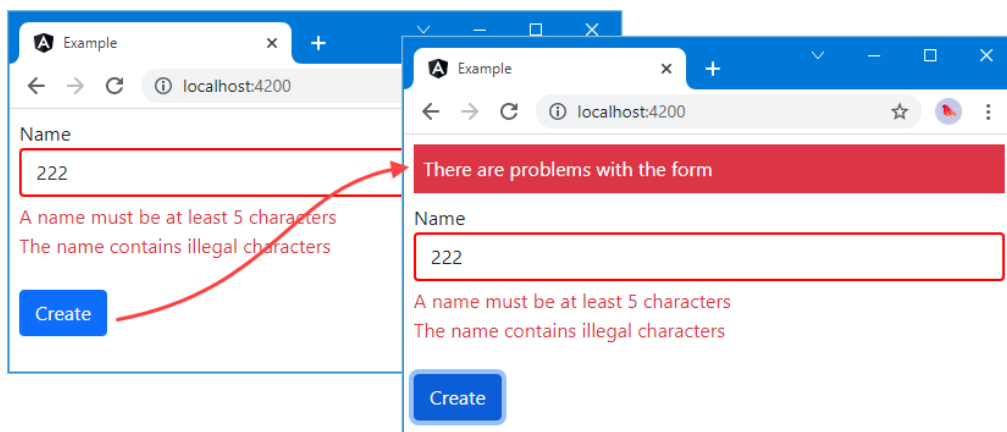 Example
localhost:4200
Name
222
A name must be at least 5 characters
The name contains illegal characters
Create
Example
localhost:4200
There are problems with the form
Name
222
A name must be at least 5 characters
The name contains illegal characters
Create